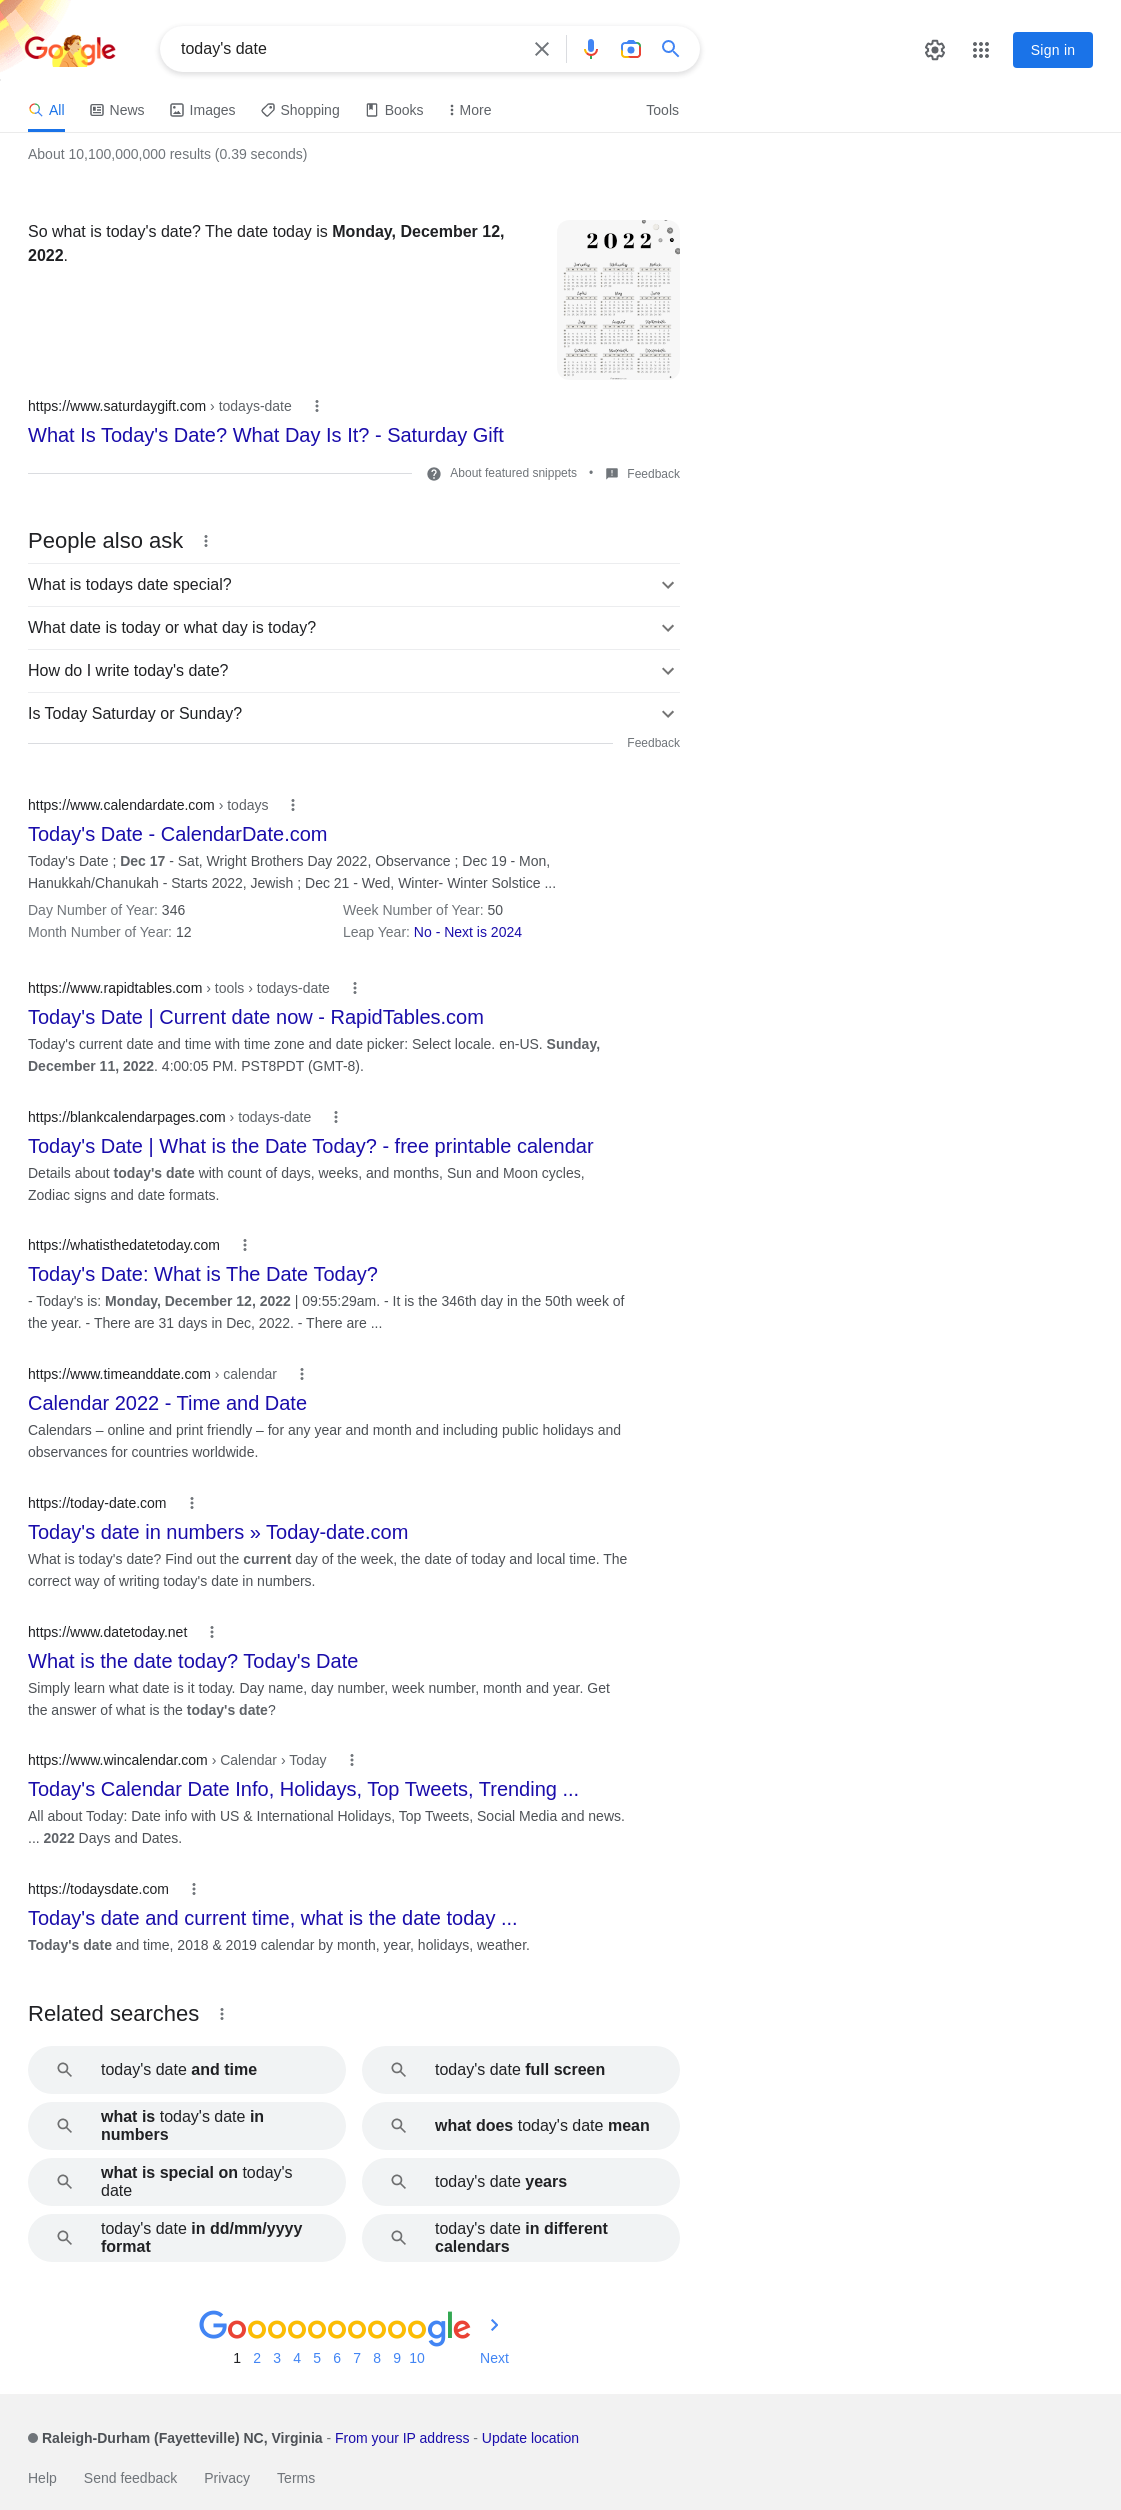 Google
today's date
Sign in
All
News
Images
Shopping
Books
More
Tools
About 10,100,000,000 results (0.39 seconds)
So what is today's date? The date today is Monday, December 12,
2022.
2022
https://www.saturdaygift.com › todays-date
What Is Today's Date? What Day Is It? - Saturday Gift
About featured snippets • Feedback
People also ask
What is todays date special?
What date is today or what day is today?
How do I write today's date?
Is Today Saturday or Sunday?
Feedback
https://www.calendardate.com › todays
Today's Date - CalendarDate.com
Today's Date ; Dec 17 - Sat, Wright Brothers Day 2022, Observance ; Dec 19 - Mon,
Hanukkah/Chanukah - Starts 2022, Jewish ; Dec 21 - Wed, Winter- Winter Solstice ...
Day Number of Year: 346 Week Number of Year: 50
Month Number of Year: 12 Leap Year: No - Next is 2024
https://www.rapidtables.com › tools › todays-date
Today's Date | Current date now - RapidTables.com
Today's current date and time with time zone and date picker: Select locale. en-US. Sunday,
December 11, 2022. 4:00:05 PM. PST8PDT (GMT-8).
https://blankcalendarpages.com › todays-date
Today's Date | What is the Date Today? - free printable calendar
Details about today's date with count of days, weeks, and months, Sun and Moon cycles,
Zodiac signs and date formats.
https://whatisthedatetoday.com
Today's Date: What is The Date Today?
- Today's is: Monday, December 12, 2022 | 09:55:29am. - It is the 346th day in the 50th week of
the year. - There are 31 days in Dec, 2022. - There are ...
https://www.timeanddate.com › calendar
Calendar 2022 - Time and Date
Calendars – online and print friendly – for any year and month and including public holidays and
observances for countries worldwide.
https://today-date.com
Today's date in numbers » Today-date.com
What is today's date? Find out the current day of the week, the date of today and local time. The
correct way of writing today's date in numbers.
https://www.datetoday.net
What is the date today? Today's Date
Simply learn what date is it today. Day name, day number, week number, month and year. Get
the answer of what is the today's date?
https://www.wincalendar.com › Calendar › Today
Today's Calendar Date Info, Holidays, Top Tweets, Trending ...
All about Today: Date info with US & International Holidays, Top Tweets, Social Media and news.
... 2022 Days and Dates.
https://todaysdate.com
Today's date and current time, what is the date today ...
Today's date and time, 2018 & 2019 calendar by month, year, holidays, weather.
Related searches
today's date and time
today's date full screen
what is today's date in
numbers
what does today's date mean
what is special on today's
date
today's date years
today's date in dd/mm/yyyy
format
today's date in different
calendars
Goooooooooogle
1 2 3 4 5 6 7 8 9 10 Next
Raleigh-Durham (Fayetteville) NC, Virginia - From your IP address - Update location
Help Send feedback Privacy Terms